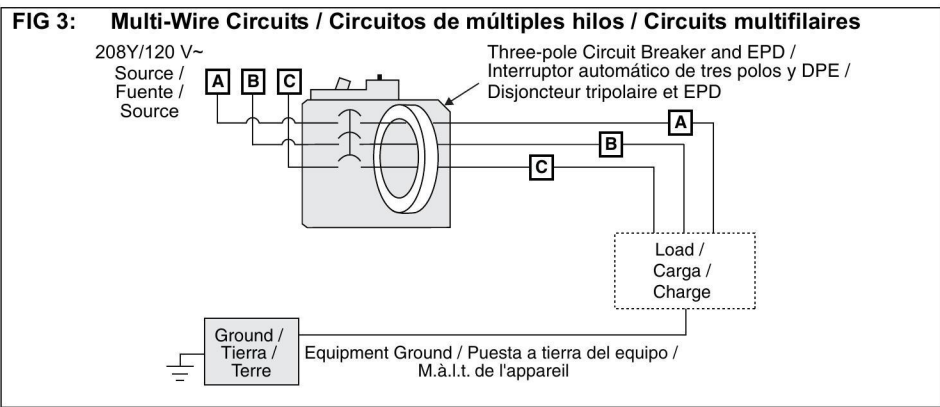 FIG 3: Multi-Wire Circuits / Circuitos de múltiples hilos / Circuits multifilaires
208Y/120 V~
Source /
Fuente /
Source
A B C
Three-pole Circuit Breaker and EPD /
Interruptor automático de tres polos y DPE /
Disjoncteur tripolaire et EPD
A
B
C
Load /
Carga /
Charge
Ground /
Tierra /
Terre
Equipment Ground / Puesta a tierra del equipo /
M.à.l.t. de l'appareil